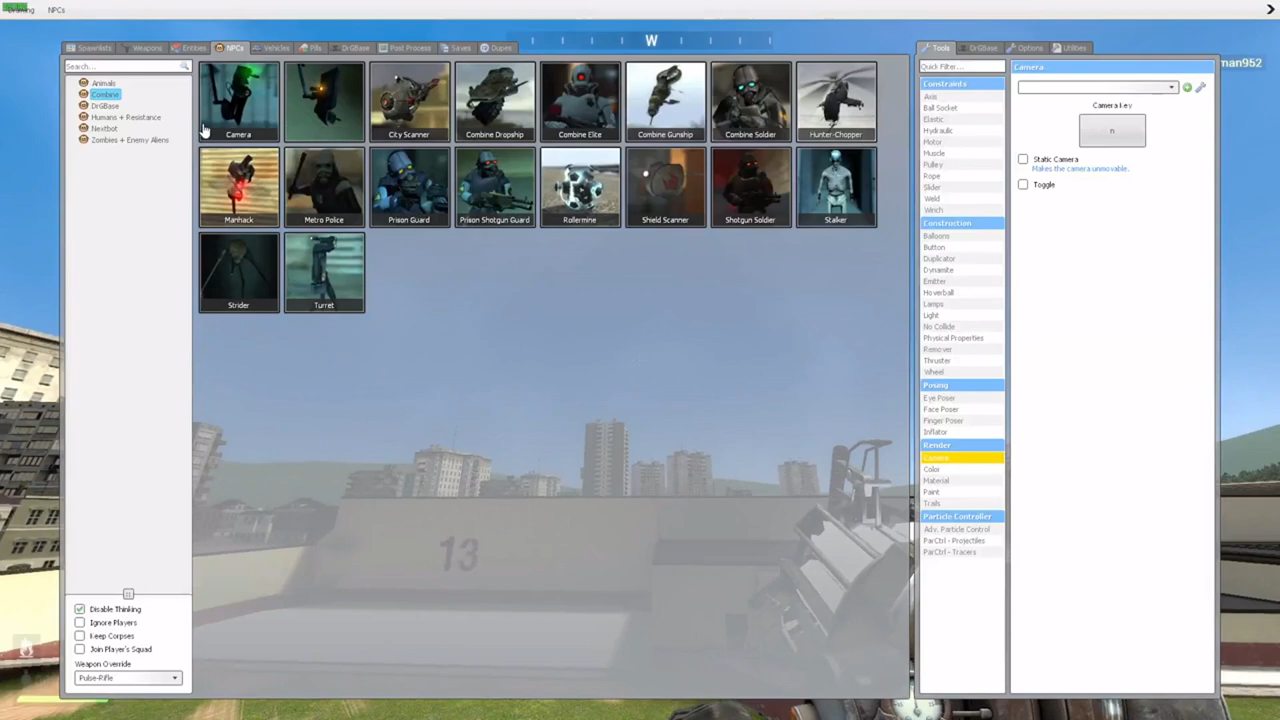 Drawing
NPCs
W
man952
Spawnlists
Weapons
Entities
NPCs
Vehicles
Pills
DrGBase
Post Process
Saves
Dupes
Search...
Animals
Combine
DrGBase
Humans + Resistance
Nextbot
Zombies + Enemy Aliens
Camera
City Scanner
Combine Dropship
Combine Elite
Combine Gunship
Combine Soldier
Hunter-Chopper
Manhack
Metro Police
Prison Guard
Prison Shotgun Guard
Rollermine
Shield Scanner
Shotgun Soldier
Stalker
Strider
Turret
13
Disable Thinking
Ignore Players
Keep Corpses
Join Player's Squad
Weapon Override
Pulse-Rifle
Tools
DrGBase
Options
Utilities
Quick Filter...
Constraints
Axis
Ball Socket
Elastic
Hydraulic
Motor
Muscle
Pulley
Rope
Slider
Weld
Winch
Construction
Balloons
Button
Duplicator
Dynamite
Emitter
Hoverball
Lamps
Light
No Collide
Physical Properties
Remover
Thruster
Wheel
Posing
Eye Poser
Face Poser
Finger Poser
Inflator
Render
Camera
Color
Material
Paint
Trails
Particle Controller
Adv. Particle Control
ParCtrl - Projectiles
ParCtrl - Tracers
Camera
Camera Key
n
Static Camera
Makes the camera unmovable.
Toggle